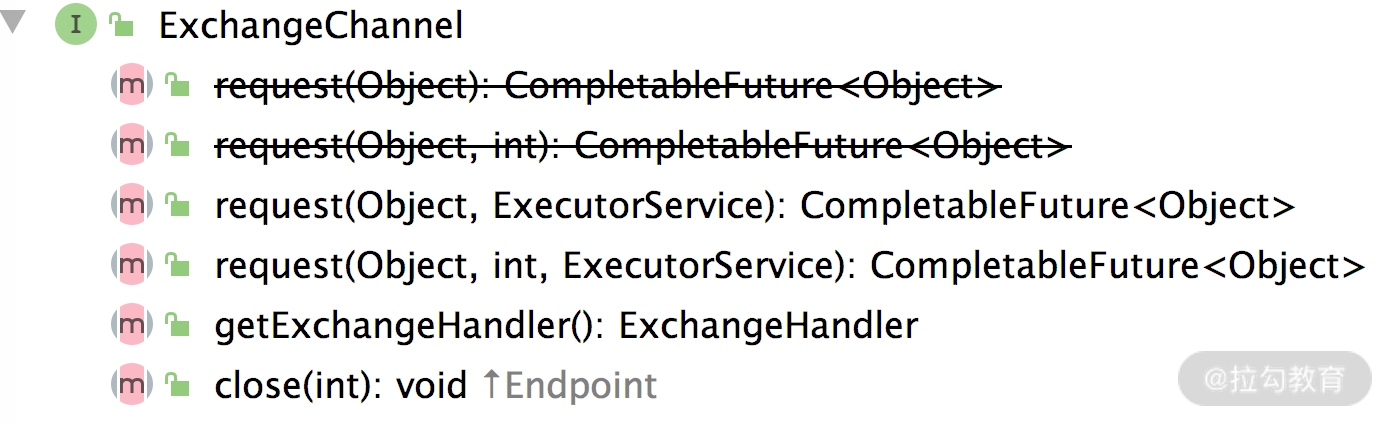 I ExchangeChannel
m request(Object): CompletableFuture<Object>
m request(Object, int): CompletableFuture<Object>
m request(Object, ExecutorService): CompletableFuture<Object>
m request(Object, int, ExecutorService): CompletableFuture<Object>
m getExchangeHandler(): ExchangeHandler
m close(int): void ↑Endpoint
@拉勾教育